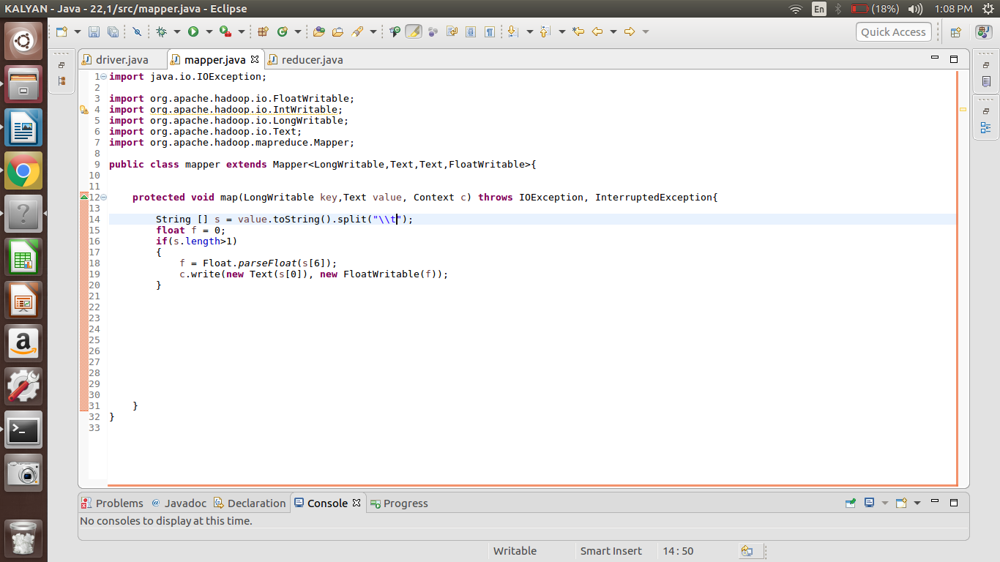 KALYAN - Java - 22,1/src/mapper.java - Eclipse
En
(18%)
1:08 PM
Quick Access
driver.java
mapper.java
reducer.java
1 import java.io.IOException;
2
3 import org.apache.hadoop.io.FloatWritable;
4 import org.apache.hadoop.io.IntWritable;
5 import org.apache.hadoop.io.LongWritable;
6 import org.apache.hadoop.io.Text;
7 import org.apache.hadoop.mapreduce.Mapper;
8
9 public class mapper extends Mapper<LongWritable,Text,Text,FloatWritable>{
10
11
12 protected void map(LongWritable key,Text value, Context c) throws IOException, InterruptedException{
13
14 String [] s = value.toString().split("\\t");
15 float f = 0;
16 if(s.length>1)
17 {
18 f = Float.parseFloat(s[6]);
19 c.write(new Text(s[0]), new FloatWritable(f));
20 }
21
22
23
24
25
26
27
28
29
30
31 }
32 }
33
Problems
@ Javadoc
Declaration
Console
Progress
No consoles to display at this time.
Writable
Smart Insert
14 : 50